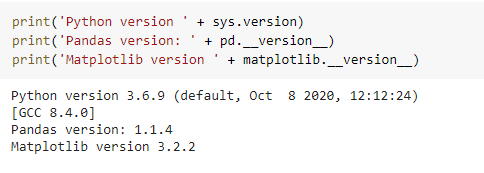 print('Python version ' + sys.version)
print('Pandas version: ' + pd.__version__)
print('Matplotlib version ' + matplotlib.__version__)
Python version 3.6.9 (default, Oct  8 2020, 12:12:24)
[GCC 8.4.0]
Pandas version: 1.1.4
Matplotlib version 3.2.2